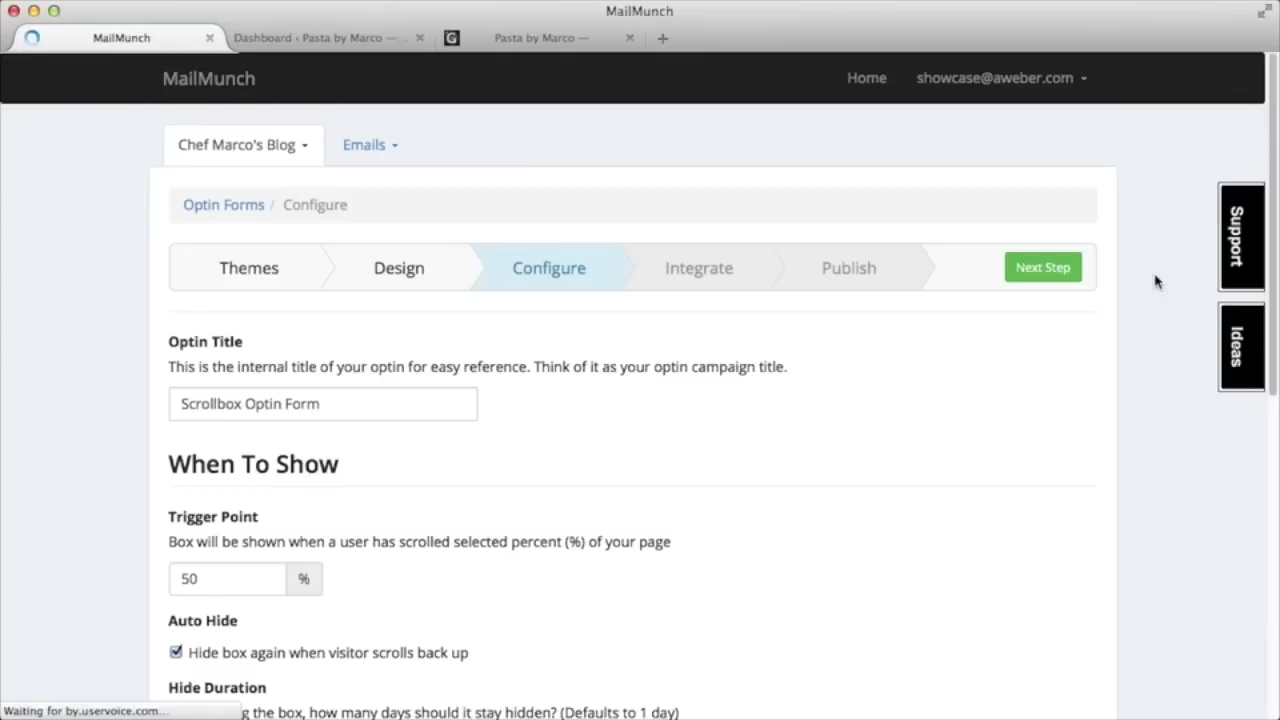 MailMunch
MailMunch
Dashboard ‹ Pasta by Marco — ...
G
Pasta by Marco —
MailMunch
Home
showcase@aweber.com
Chef Marco's Blog
Emails
Optin Forms / Configure
Themes
Design
Configure
Integrate
Publish
Next Step
Support
Ideas
Optin Title
This is the internal title of your optin for easy reference. Think of it as your optin campaign title.
Scrollbox Optin Form
When To Show
Trigger Point
Box will be shown when a user has scrolled selected percent (%) of your page
50
%
Auto Hide
Hide box again when visitor scrolls back up
Hide Duration
g the box, how many days should it stay hidden? (Defaults to 1 day)
Waiting for by.uservoice.com...